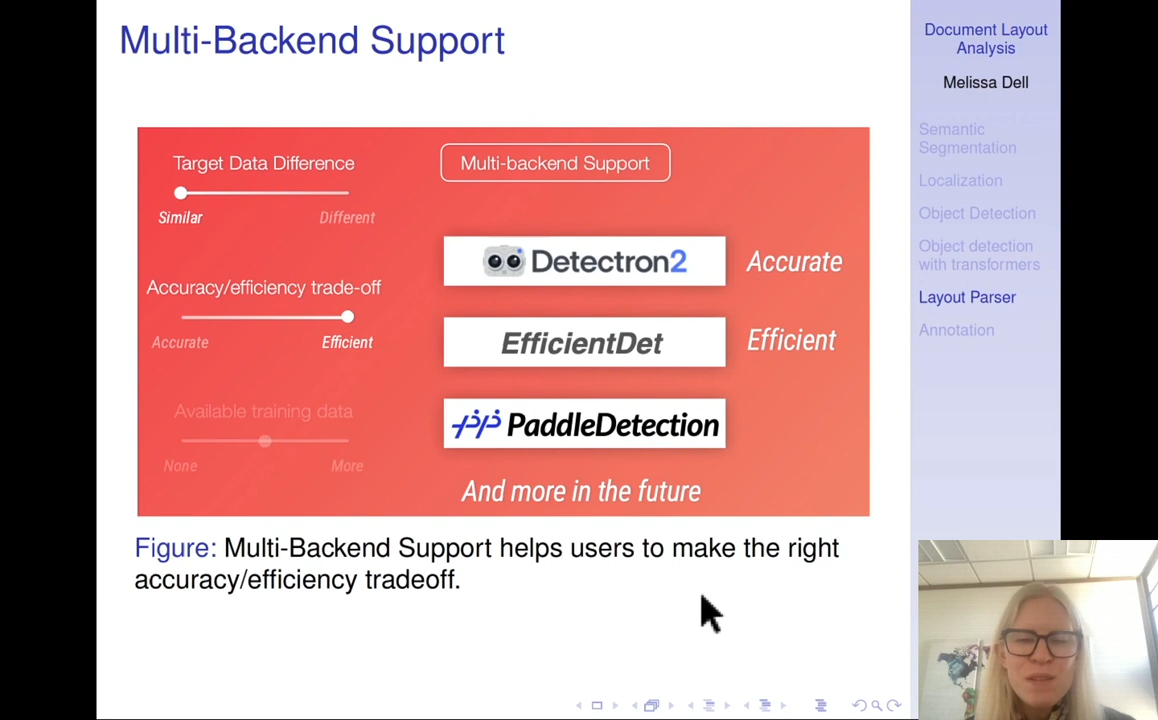 Multi-Backend Support
Target Data Difference
Similar
Different
Accuracy/efficiency trade-off
Accurate
Efficient
Available training data
None
More
Multi-backend Support
Detectron2
Accurate
EfficientDet
Efficient
PaddleDetection
And more in the future
Figure: Multi-Backend Support helps users to make the right
accuracy/efficiency tradeoff.
Document Layout
Analysis
Melissa Dell
Semantic
Segmentation
Localization
Object Detection
Object detection
with transformers
Layout Parser
Annotation